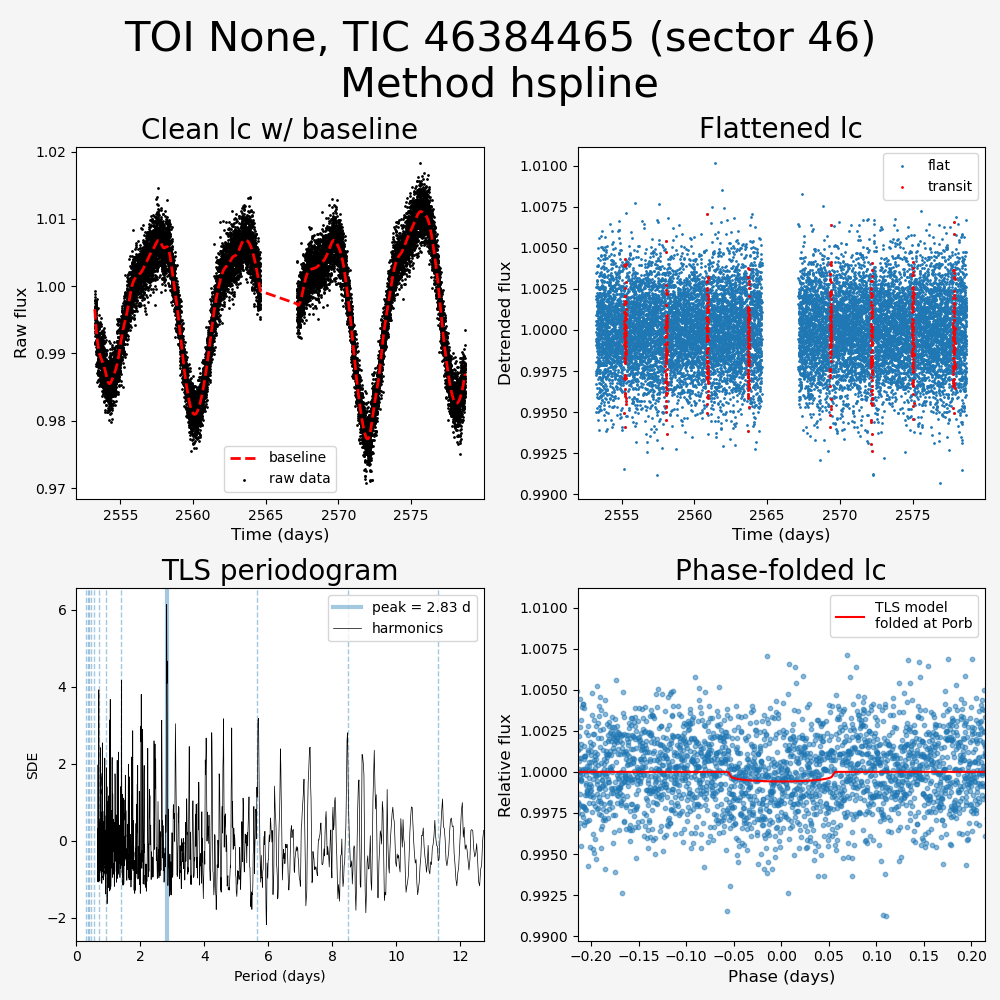 TOI None, TIC 46384465 (sector 46)
Method hspline
Clean lc w/ baseline
Raw flux
1.02
1.01
1.00
0.99
0.98
0.97
baseline
raw data
2555 2560 2565 2570 2575
Time (days)
Flattened lc
Detrended flux
1.0100
1.0075
1.0050
1.0025
1.0000
0.9975
0.9950
0.9925
0.9900
flat
transit
2555 2560 2565 2570 2575
Time (days)
TLS periodogram
SDE
6
4
2
0
−2
peak = 2.83 d
harmonics
0 2 4 6 8 10 12
Period (days)
Phase-folded lc
Relative flux
1.0100
1.0075
1.0050
1.0025
1.0000
0.9975
0.9950
0.9925
0.9900
TLS model
folded at Porb
−0.20 −0.15 −0.10 −0.05 0.00 0.05 0.10 0.15 0.20
Phase (days)